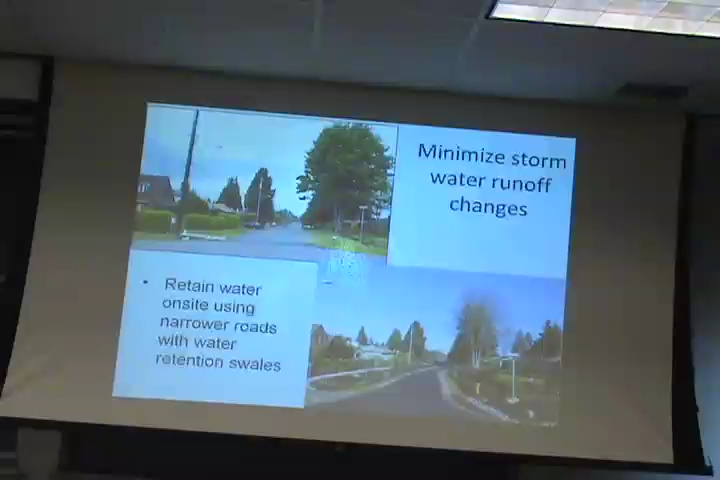 Minimize storm
water runoff
changes
• Retain water
onsite using
narrower roads
with water
retention swales